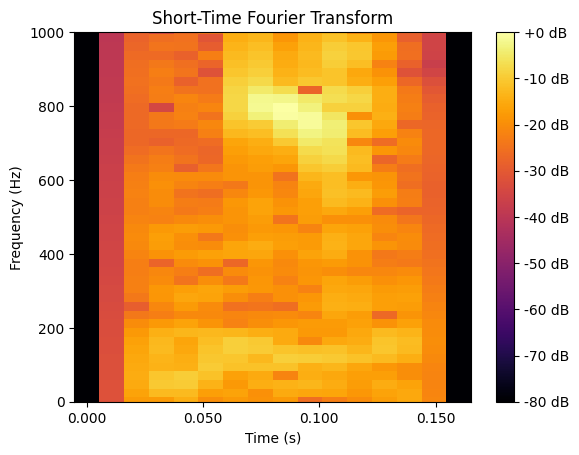 Short-Time Fourier Transform
1000
800
600
400
200
0
Frequency (Hz)
0.000
0.050
0.100
0.150
Time (s)
+0 dB
-10 dB
-20 dB
-30 dB
-40 dB
-50 dB
-60 dB
-70 dB
-80 dB